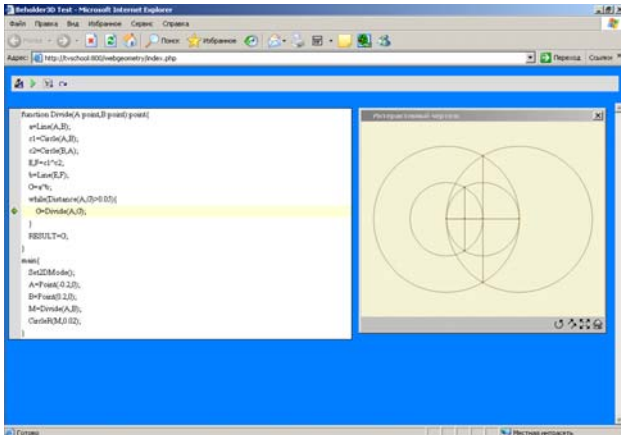 Beholder3D Test - Microsoft Internet Explorer
Файл Правка Вид Избранное Сервис Справка
Поиск Избранное
Адрес: http://tvschool:800/webgeometry/index.php Переход Ссылки »
function Divide(A:point,B:point):point{
a=Line(A,B);
c1=Circle(A,B);
c2=Circle(B,A);
E,F=c1^c2;
b=Line(E,F);
O=a^b;
while(Distance(A,O)>0.05){
O=Divide(A,O);
}
RESULT=O;
}
main{
Set2DMode();
A=Point(-0.2,0);
B=Point(0.2,0);
M=Divide(A,B);
CircleR(M,0.02);
}
Интерактивный чертеж
Готово
Местная интрасеть